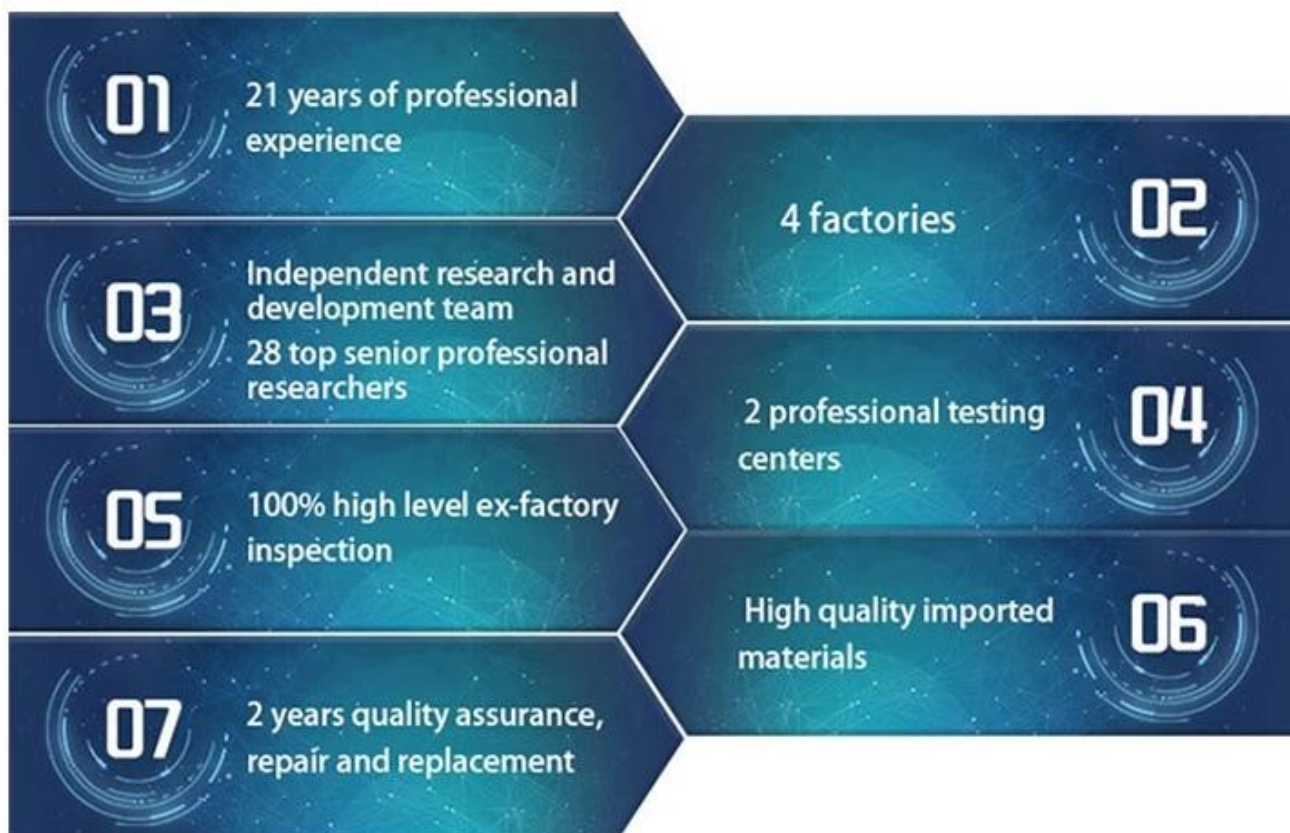 01
21 years of professional
experience
02
4 factories
03
Independent research and
development team
28 top senior professional
researchers
04
2 professional testing
centers
05
100% high level ex-factory
inspection
06
High quality imported
materials
07
2 years quality assurance,
repair and replacement